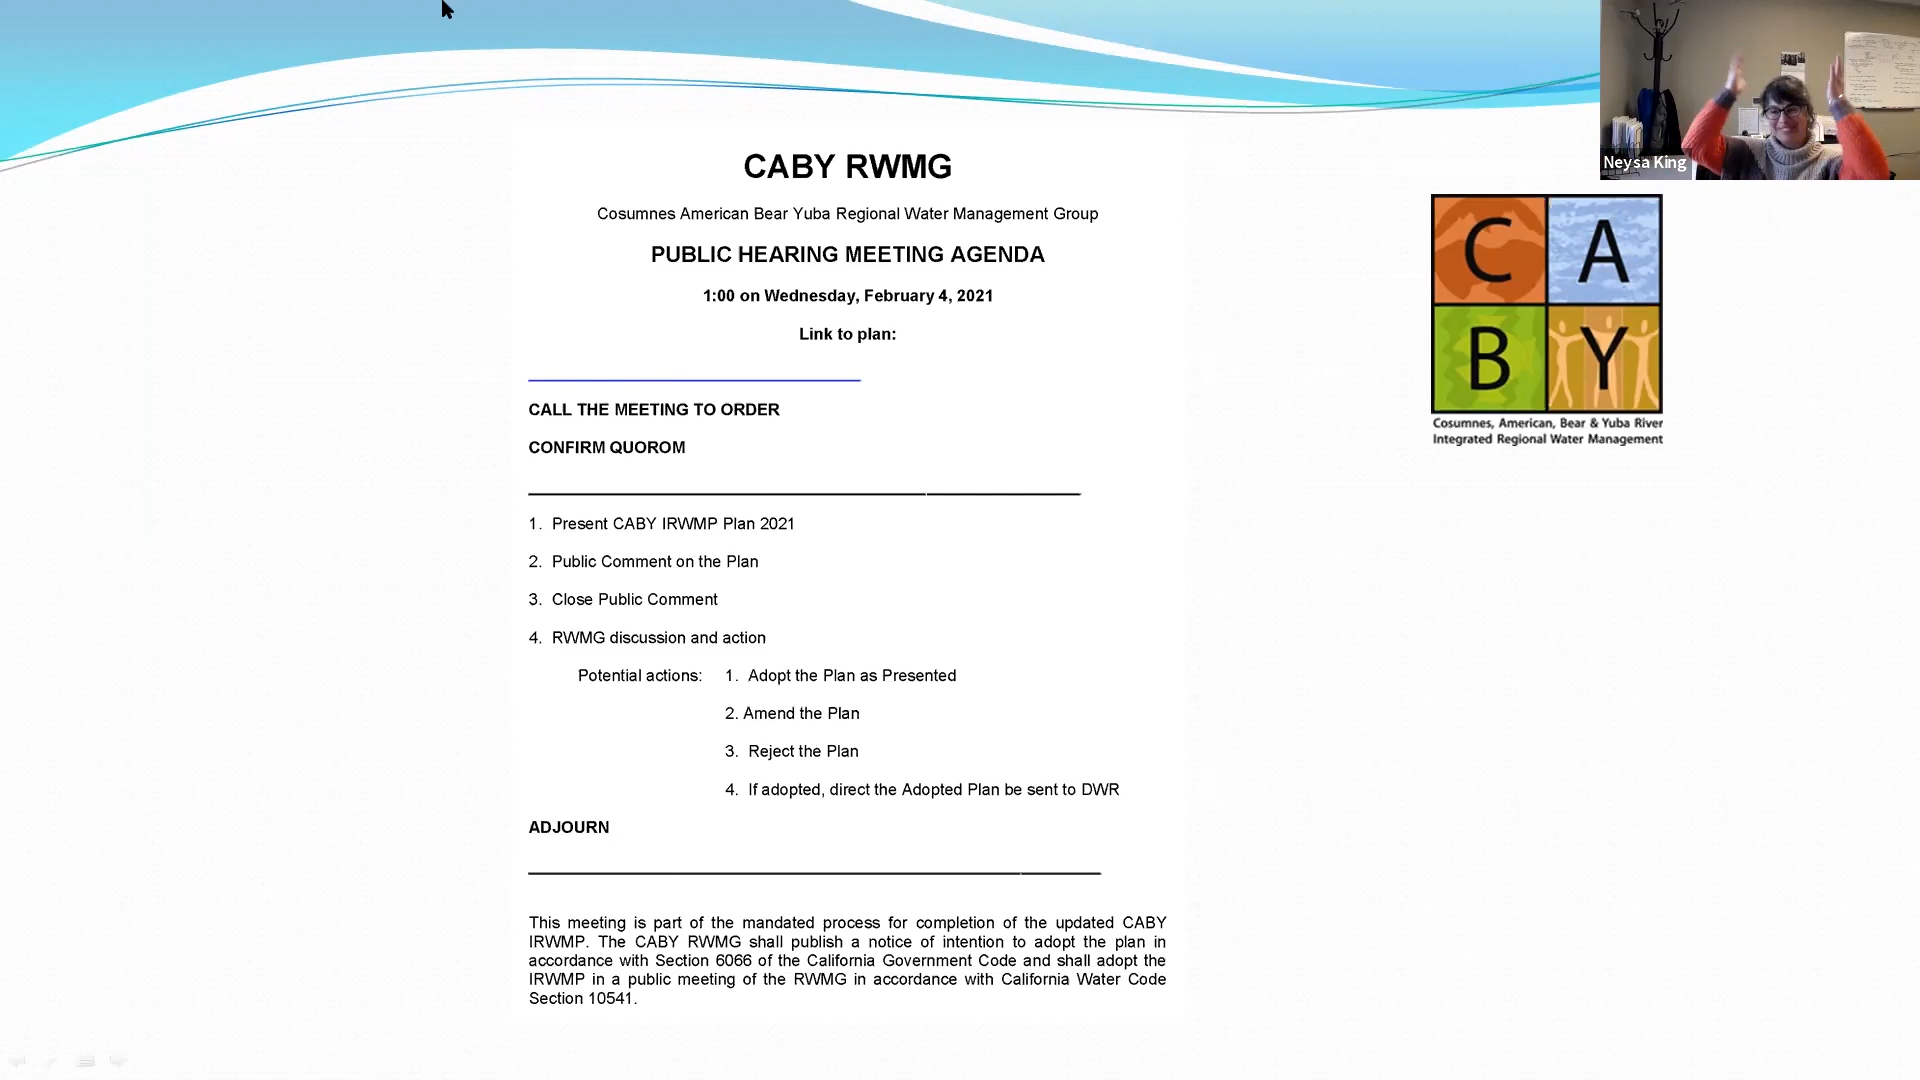 CABY RWMG
Cosumnes American Bear Yuba Regional Water Management Group
PUBLIC HEARING MEETING AGENDA
1:00 on Wednesday, February 4, 2021
Link to plan:
CALL THE MEETING TO ORDER
CONFIRM QUOROM
1. Present CABY IRWMP Plan 2021
2. Public Comment on the Plan
3. Close Public Comment
4. RWMG discussion and action
Potential actions: 1. Adopt the Plan as Presented
2. Amend the Plan
3. Reject the Plan
4. If adopted, direct the Adopted Plan be sent to DWR
ADJOURN
This meeting is part of the mandated process for completion of the updated CABY
IRWMP. The CABY RWMG shall publish a notice of intention to adopt the plan in
accordance with Section 6066 of the California Government Code and shall adopt the
IRWMP in a public meeting of the RWMG in accordance with California Water Code
Section 10541.
Neysa King
C A
B Y
Cosumnes, American, Bear & Yuba River
Integrated Regional Water Management